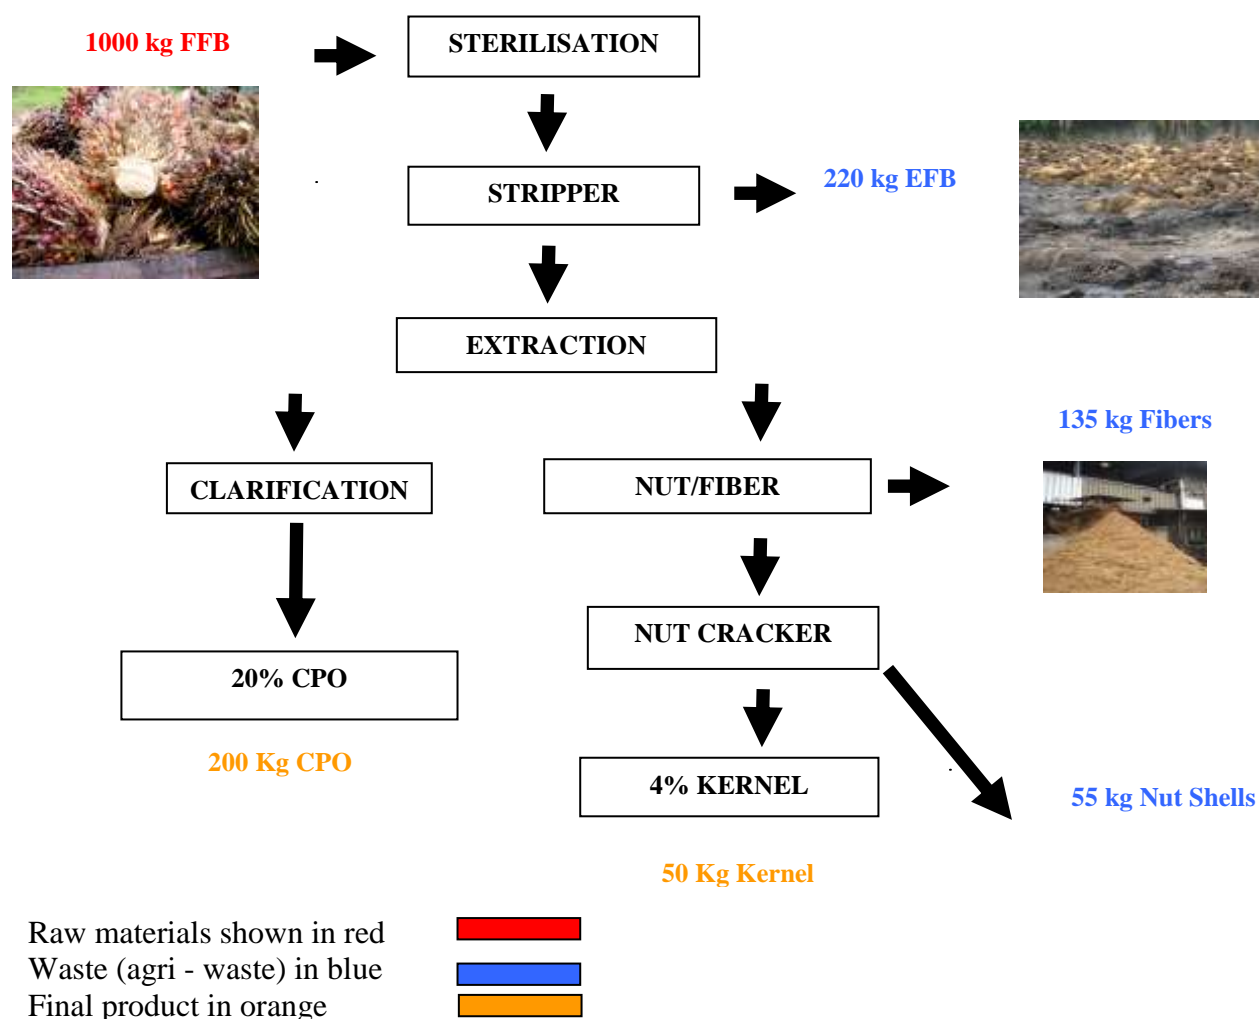 1000 kg FFB
STERILISATION
STRIPPER
220 kg EFB
EXTRACTION
135 kg Fibers
CLARIFICATION
NUT/FIBER
NUT CRACKER
20% CPO
200 Kg CPO
4% KERNEL
55 kg Nut Shells
50 Kg Kernel
Raw materials shown in red
Waste (agri - waste) in blue
Final product in orange